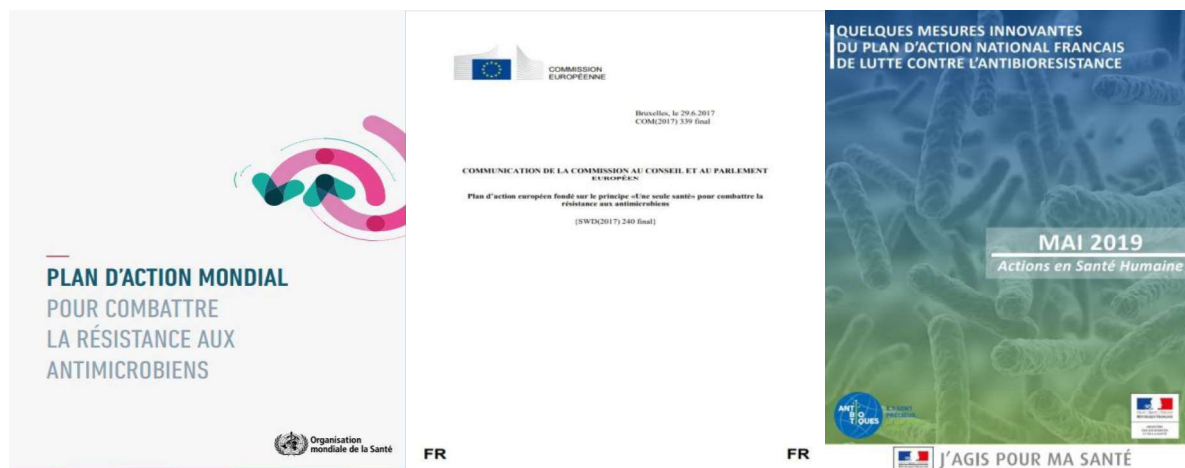 PLAN D'ACTION MONDIAL
POUR COMBATTRE
LA RÉSISTANCE AUX
ANTIMICROBIENS
Organisation
mondiale de la Santé
COMMISSION
EUROPÉENNE
Bruxelles, le 29.6.2017
COM(2017) 339 final
COMMUNICATION DE LA COMMISSION AU CONSEIL ET AU PARLEMENT
EUROPÉEN
Plan d'action européen fondé sur le principe «Une seule santé» pour combattre la
résistance aux antimicrobiens
{SWD(2017) 240 final}
FR
FR
QUELQUES MESURES INNOVANTES
DU PLAN D'ACTION NATIONAL FRANCAIS
DE LUTTE CONTRE L'ANTIBIORESISTANCE
MAI 2019
Actions en Santé Humaine
ANT
BIO
TIQUES
J'AGIS POUR MA SANTÉ